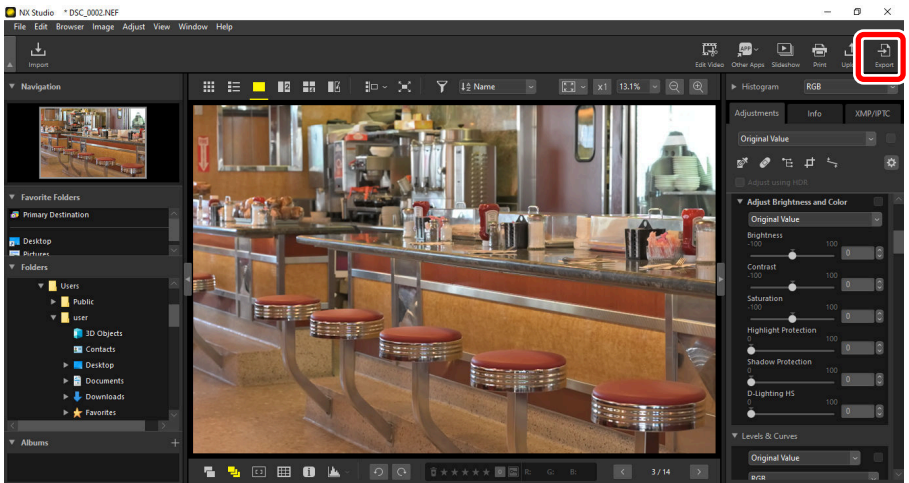 NX Studio * DSC_0002.NEF
File Edit Browser Image Adjust View Window Help
Import
Edit Video Other Apps Slideshow Print Export
APP
Navigation
Name
x1 13.1%
Histogram RGB
Adjustments Info XMP/IPTC
Original Value
Adjust using HDR
Favorite Folders
Primary Destination
Desktop
Pictures
Folders
Users
Public
user
3D Objects
Contacts
Desktop
Documents
Downloads
Favorites
Albums
Adjust Brightness and Color
Original Value
Brightness
-100 100
0
Contrast
-100 100
0
Saturation
-100 100
0
Highlight Protection
0 100
0
Shadow Protection
0 100
0
D-Lighting HS
0 100
0
Levels & Curves
Original Value
RGB
R: G: B:
3 / 14